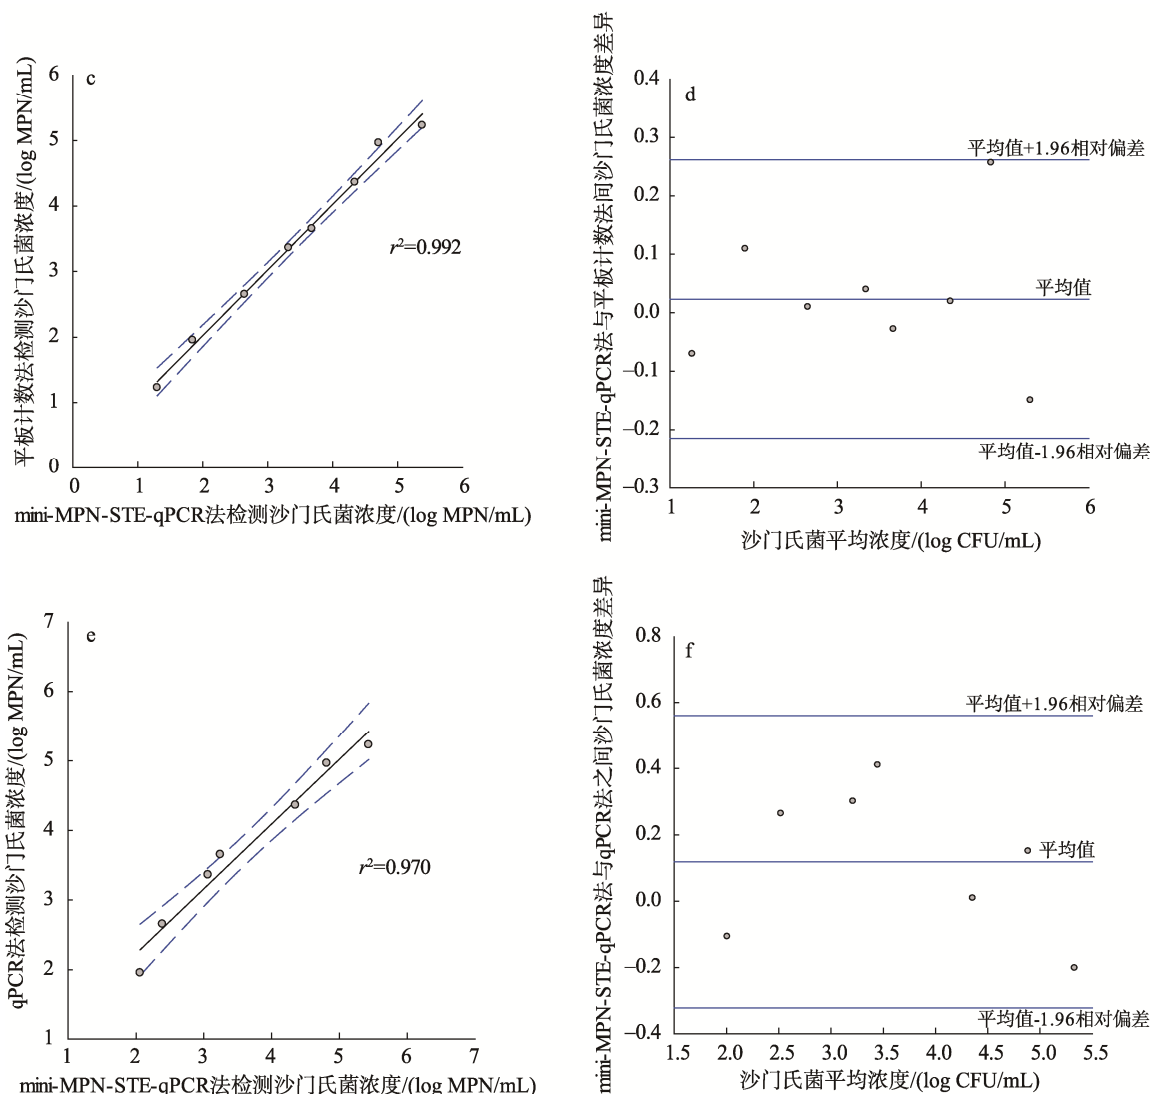 c
平板计数法检测沙门氏菌浓度/(log MPN/mL)
6
5
4
3
2
1
0
r²=0.992
0 1 2 3 4 5 6
mini-MPN-STE-qPCR法检测沙门氏菌浓度/(log MPN/mL)
d
mini-MPN-STE-qPCR法与平板计数法间沙门氏菌浓度差异
0.4
0.3
0.2
0.1
0.0
–0.1
–0.2
–0.3
平均值+1.96相对偏差
平均值
平均值-1.96相对偏差
1 2 3 4 5 6
沙门氏菌平均浓度/(log CFU/mL)
e
qPCR法检测沙门氏菌浓度/(log MPN/mL)
7
6
5
4
3
2
1
r²=0.970
1 2 3 4 5 6 7
mini-MPN-STE-qPCR法检测沙门氏菌浓度/(log MPN/mL)
f
mini-MPN-STE-qPCR法与qPCR法之间沙门氏菌浓度差异
0.8
0.6
0.4
0.2
0.0
–0.2
–0.4
平均值+1.96相对偏差
平均值
平均值-1.96相对偏差
1.5 2.0 2.5 3.0 3.5 4.0 4.5 5.0 5.5
沙门氏菌平均浓度/(log CFU/mL)